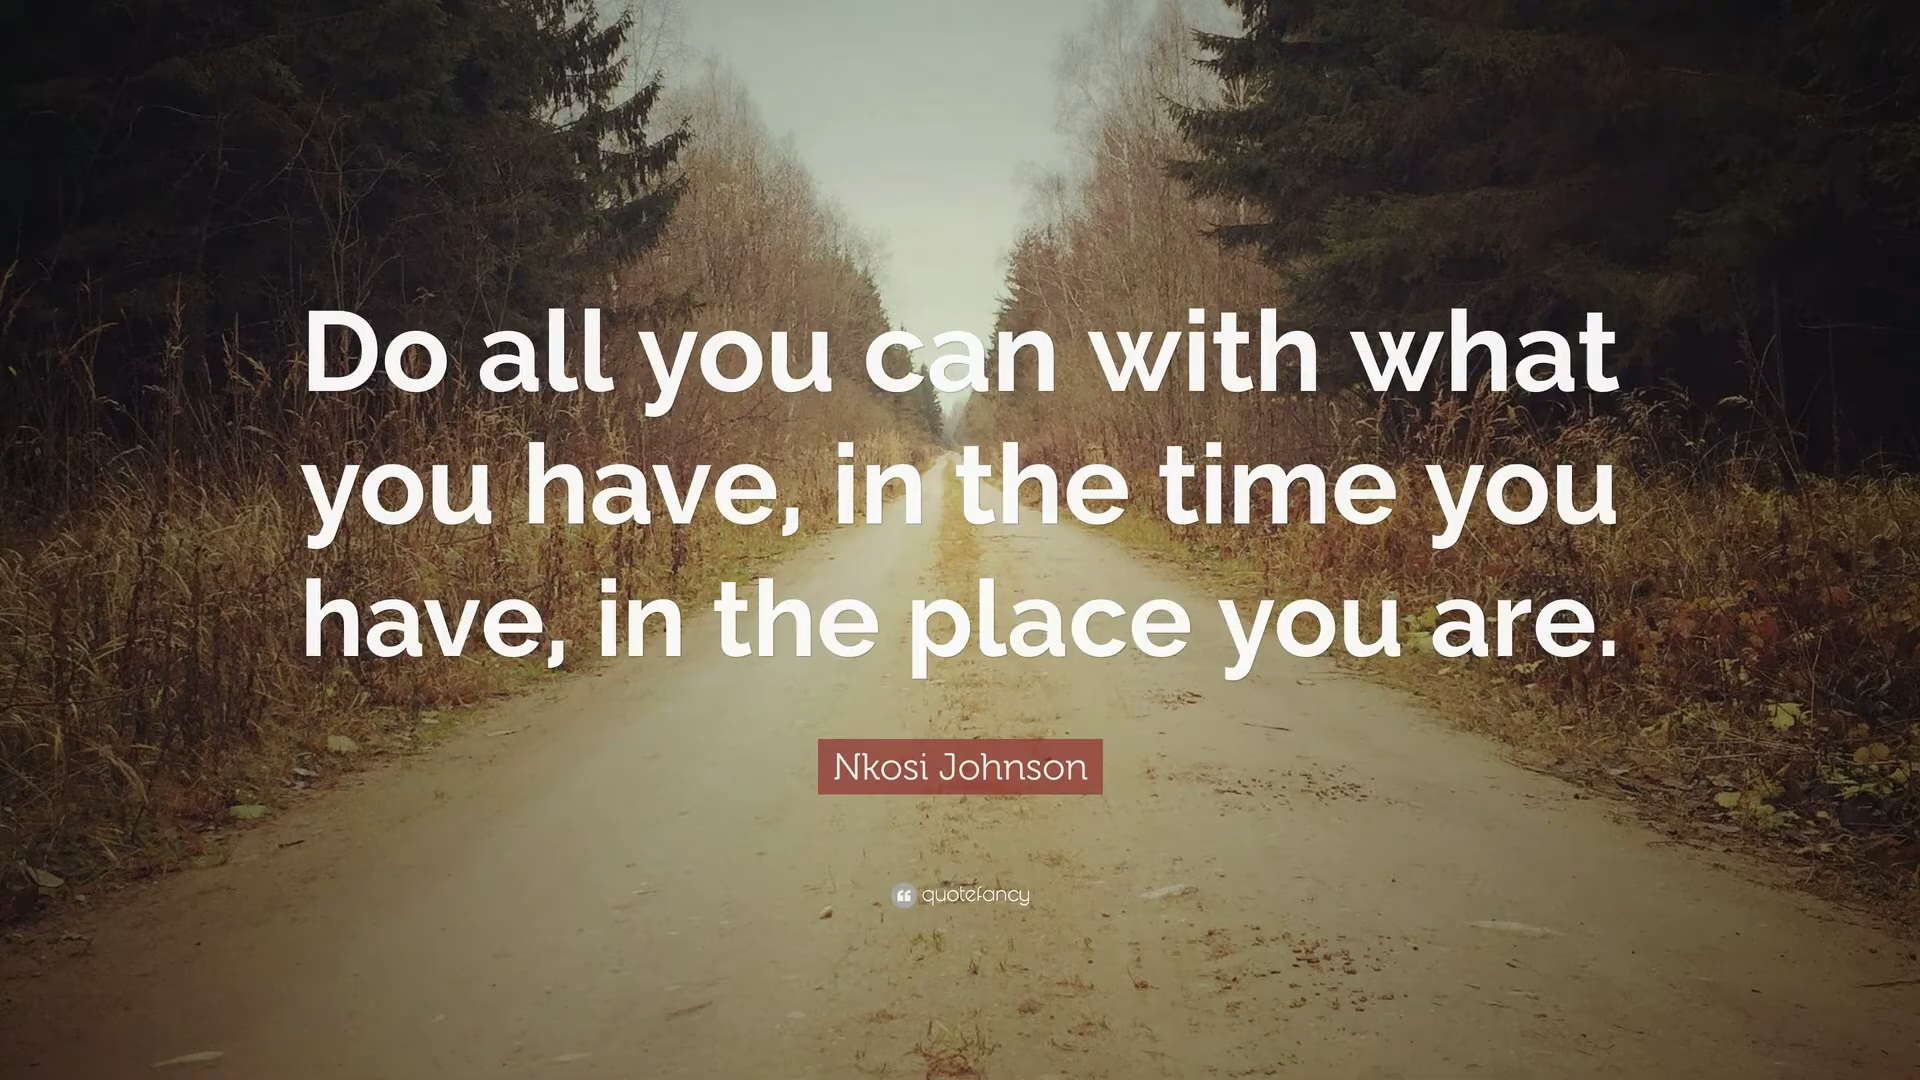 Do all you can with what
you have, in the time you
have, in the place you are.
Nkosi Johnson
quotefancy